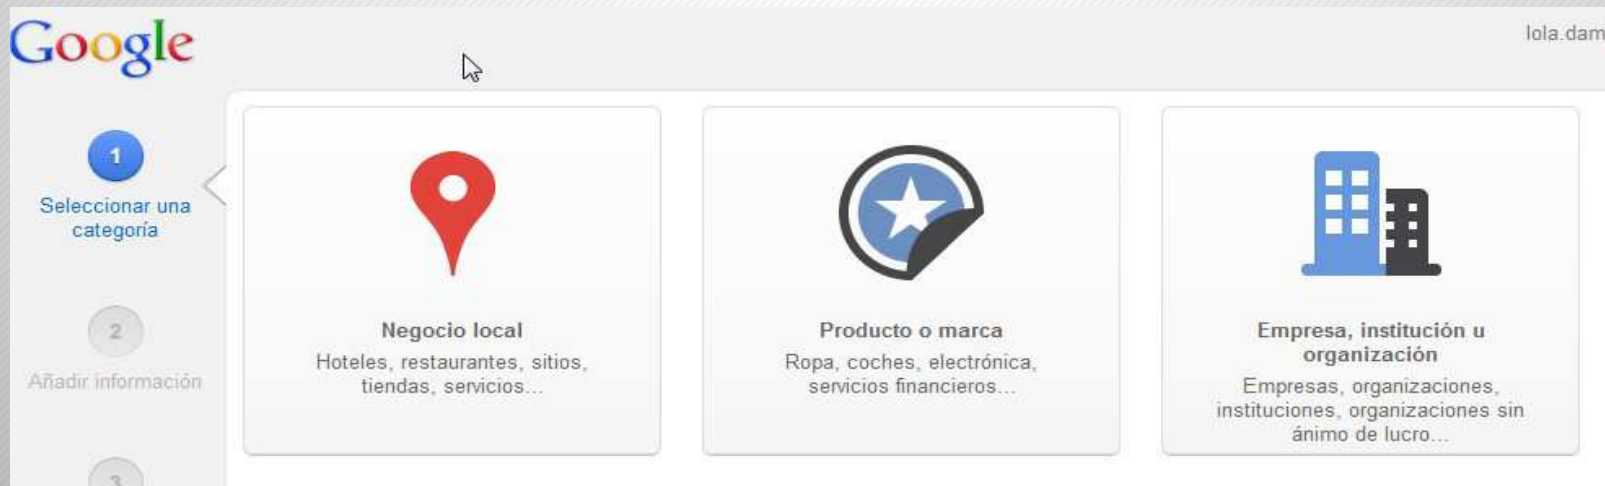 Google
lola.dam
1
Seleccionar una
categoría
2
Añadir información
3
Negocio local
Hoteles, restaurantes, sitios,
tiendas, servicios...
Producto o marca
Ropa, coches, electrónica,
servicios financieros...
Empresa, institución u
organización
Empresas, organizaciones,
instituciones, organizaciones sin
ánimo de lucro...